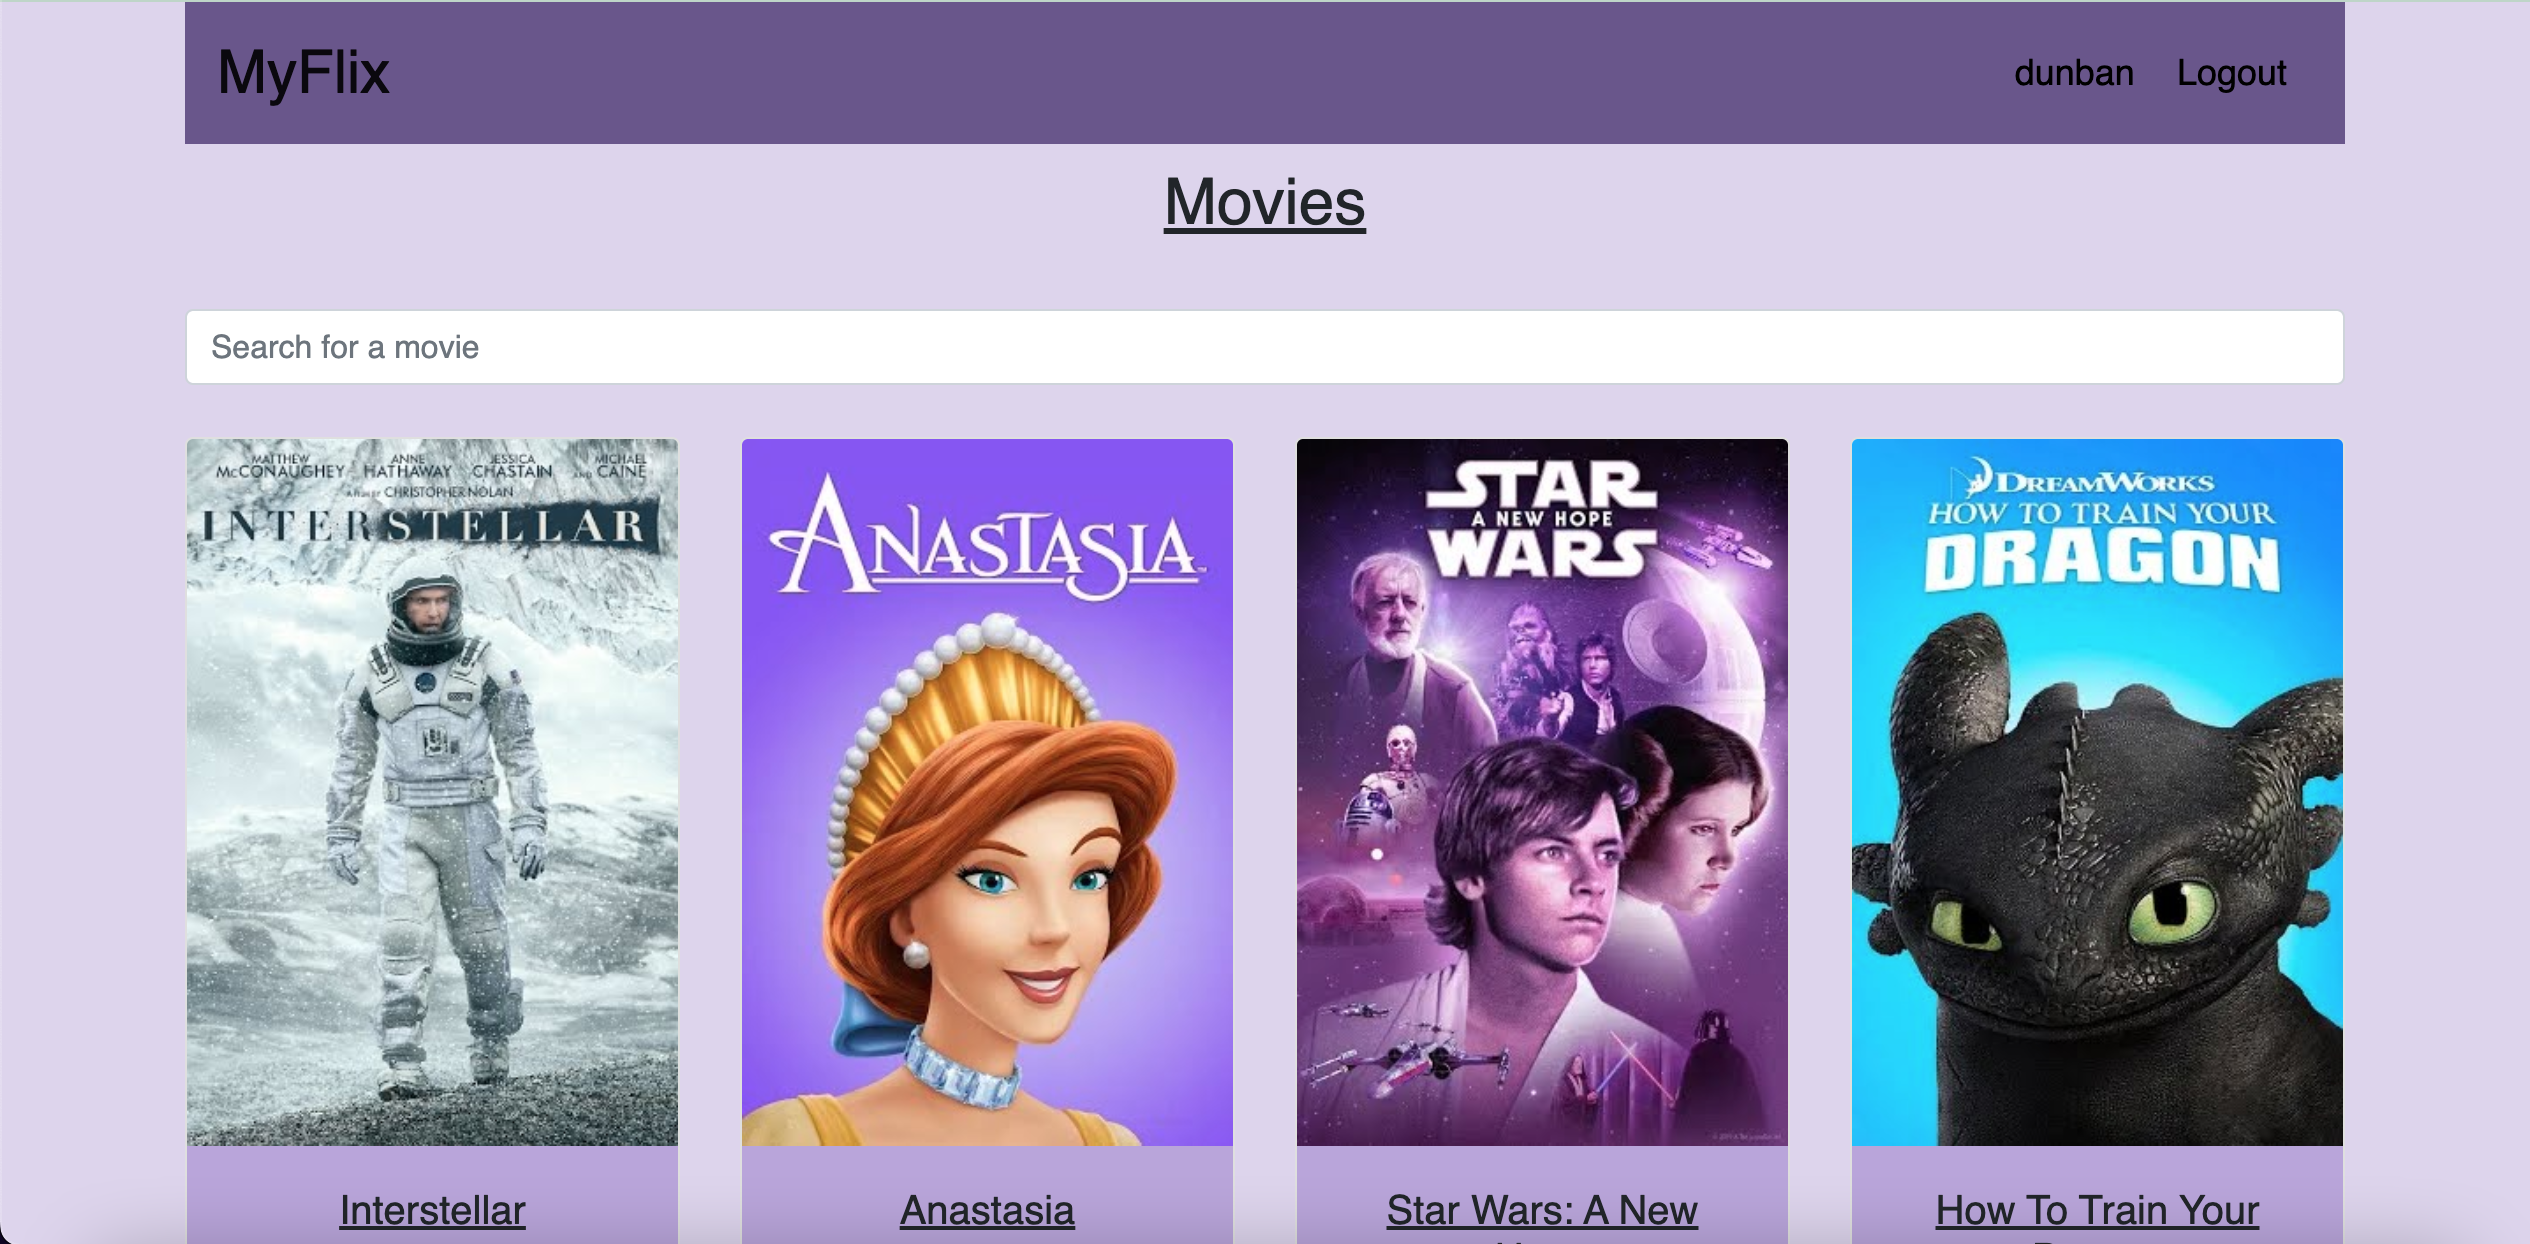 MyFlix
dunban Logout
Movies
Search for a movie
MATTHEW McCONAUGHEY ANNE HATHAWAY JESSICA CHASTAIN AND MICHAEL CAINE
A FILM BY CHRISTOPHER NOLAN
INTERSTELLAR
ANASTASIA
STAR
A NEW HOPE
WARS
DREAMWORKS
HOW TO TRAIN YOUR
DRAGON
Interstellar
Anastasia
Star Wars: A New
How To Train Your